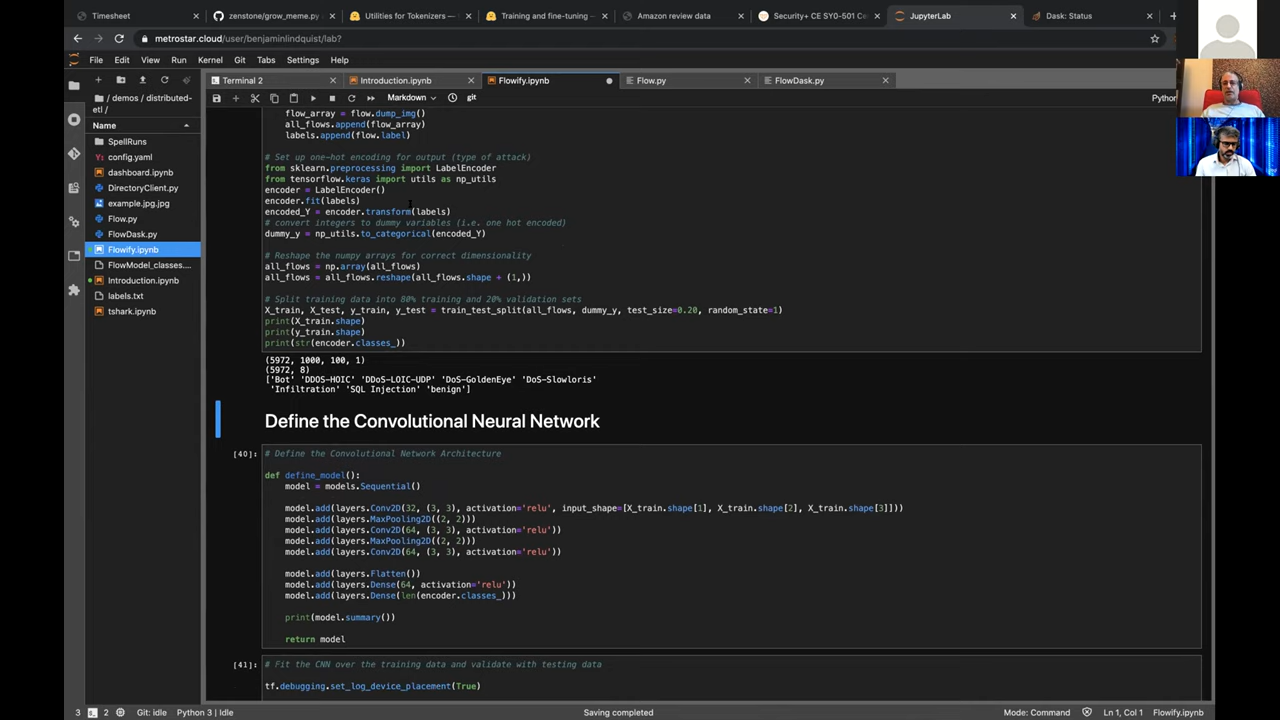 Timesheet
zenstone/grow_meme.py
Utilities for Tokenizers —
Training and fine-tuning —
Amazon review data
Security+ CE SY0-501 Ce
JupyterLab
Dask: Status
metrostar.cloud/user/benjaminlindquist/lab?
File Edit View Run Kernel Git Tabs Settings Help
Terminal 2
Introduction.ipynb
Flowify.ipynb
Flow.py
FlowDask.py
Markdown
git
Python
/ demos / distributed-
etl /
Name
SpellRuns
config.yaml
dashboard.ipynb
DirectoryClient.py
example.jpg.jpg
Flow.py
FlowDask.py
Flowify.ipynb
FlowModel_classes....
Introduction.ipynb
labels.txt
tshark.ipynb
flow_array = flow.dump_img()
all_flows.append(flow_array)
labels.append(flow.label)
# Set up one-hot encoding for output (type of attack)
from sklearn.preprocessing import LabelEncoder
from tensorflow.keras import utils as np_utils
encoder = LabelEncoder()
encoder.fit(labels)
encoded_Y = encoder.transform(labels)
# convert integers to dummy variables (i.e. one hot encoded)
dummy_y = np_utils.to_categorical(encoded_Y)
# Reshape the numpy arrays for correct dimensionality
all_flows = np.array(all_flows)
all_flows = all_flows.reshape(all_flows.shape + (1,))
# Split training data into 80% training and 20% validation sets
X_train, X_test, y_train, y_test = train_test_split(all_flows, dummy_y, test_size=0.20, random_state=1)
print(X_train.shape)
print(y_train.shape)
print(str(encoder.classes_))
(5972, 1000, 100, 1)
(5972, 8)
['Bot' 'DDOS-HOIC' 'DDoS-LOIC-UDP' 'DoS-GoldenEye' 'DoS-Slowloris'
'Infiltration' 'SQL Injection' 'benign']
Define the Convolutional Neural Network
[40]:
# Define the Convolutional Network Architecture
def define_model():
model = models.Sequential()
model.add(layers.Conv2D(32, (3, 3), activation='relu', input_shape=[X_train.shape[1], X_train.shape[2], X_train.shape[3]]))
model.add(layers.MaxPooling2D((2, 2)))
model.add(layers.Conv2D(64, (3, 3), activation='relu'))
model.add(layers.MaxPooling2D((2, 2)))
model.add(layers.Conv2D(64, (3, 3), activation='relu'))
model.add(layers.Flatten())
model.add(layers.Dense(64, activation='relu'))
model.add(layers.Dense(len(encoder.classes_)))
print(model.summary())
return model
[41]:
# Fit the CNN over the training data and validate with testing data
tf.debugging.set_log_device_placement(True)
3 2 Git: idle Python 3 | Idle Saving completed Mode: Command Ln 1, Col 1 Flowify.ipynb